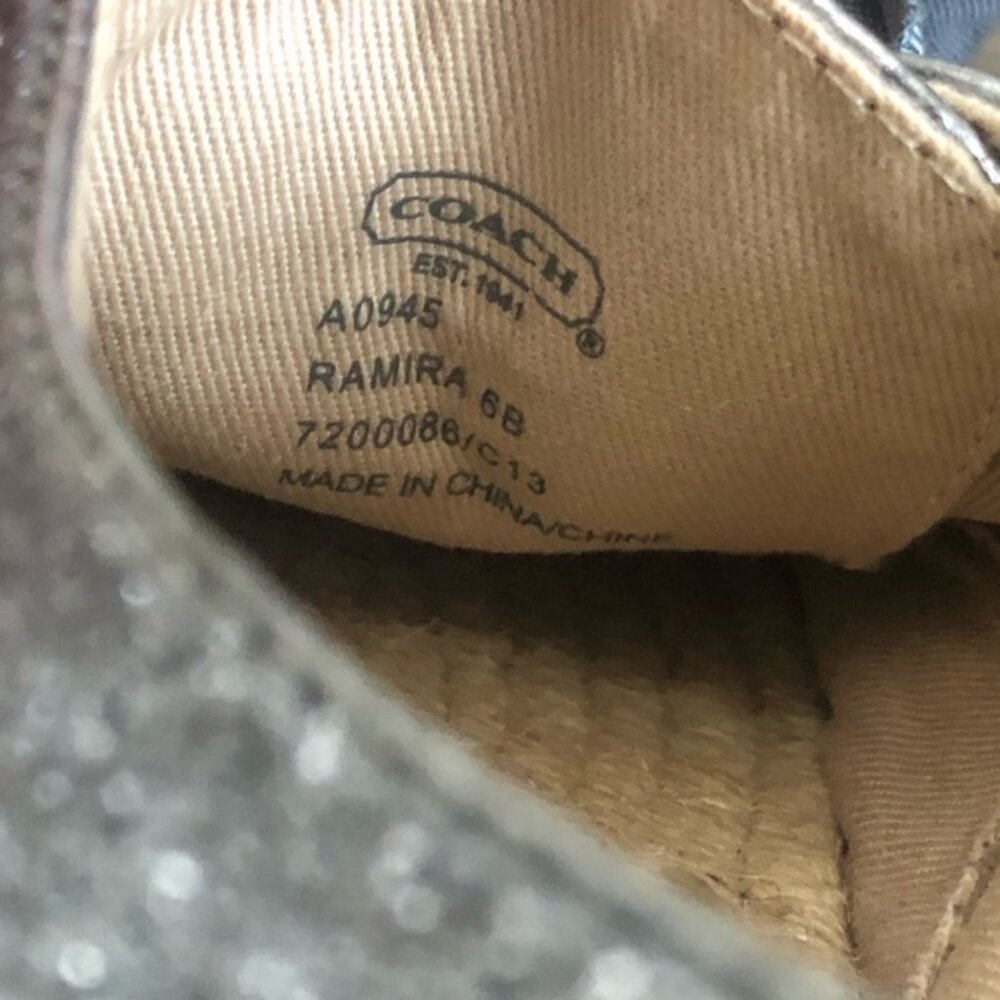 COACH
EST. 1941
®
A0945
RAMIRA 6B
7200086/C13
MADE IN CHINA/CHINE